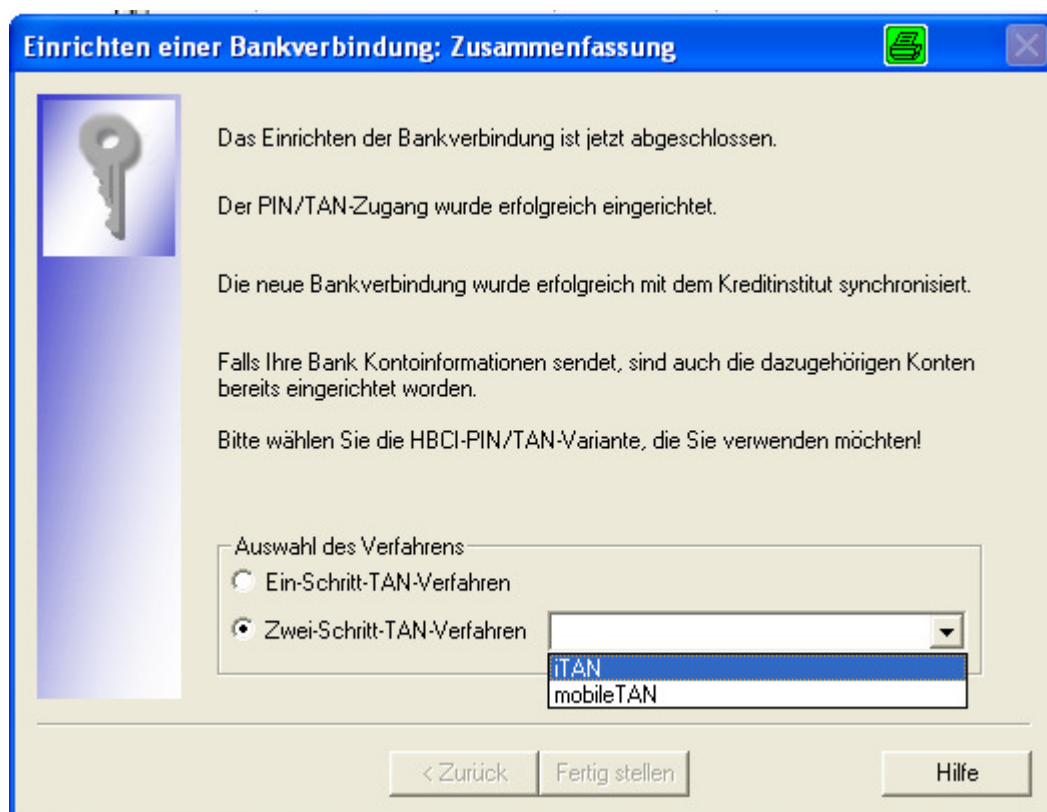 Einrichten einer Bankverbindung: Zusammenfassung
Das Einrichten der Bankverbindung ist jetzt abgeschlossen.
Der PIN/TAN-Zugang wurde erfolgreich eingerichtet.
Die neue Bankverbindung wurde erfolgreich mit dem Kreditinstitut synchronisiert.
Falls Ihre Bank Kontoinformationen sendet, sind auch die dazugehörigen Konten
bereits eingerichtet worden.
Bitte wählen Sie die HBCI-PIN/TAN-Variante, die Sie verwenden möchten!
Auswahl des Verfahrens
Ein-Schritt-TAN-Verfahren
Zwei-Schritt-TAN-Verfahren
iTAN
mobileTAN
< Zurück
Fertig stellen
Hilfe